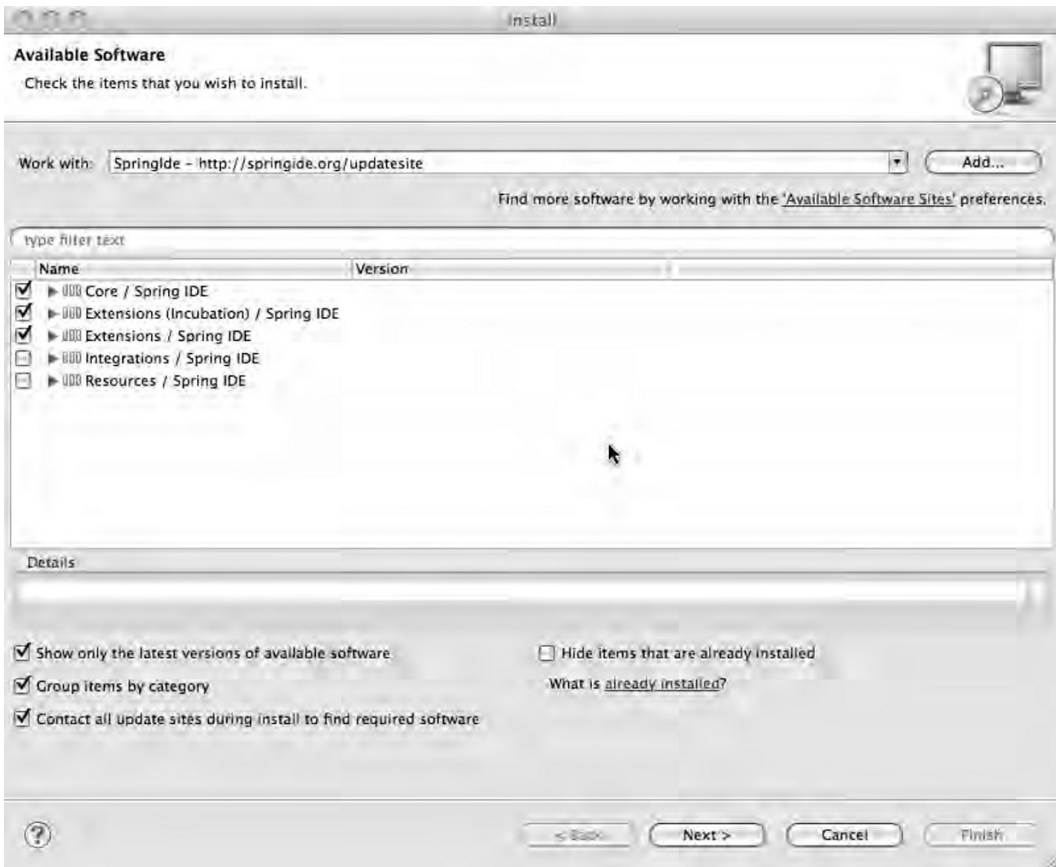 Install
Available Software
Check the items that you wish to install.
Work with: SpringIde - http://springide.org/updatesite Add...
Find more software by working with the 'Available Software Sites' preferences.
type filter text
Name Version
Core / Spring IDE
Extensions (Incubation) / Spring IDE
Extensions / Spring IDE
Integrations / Spring IDE
Resources / Spring IDE
Details
Show only the latest versions of available software Hide items that are already installed
Group items by category What is already installed?
Contact all update sites during install to find required software
? < Back Next > Cancel Finish